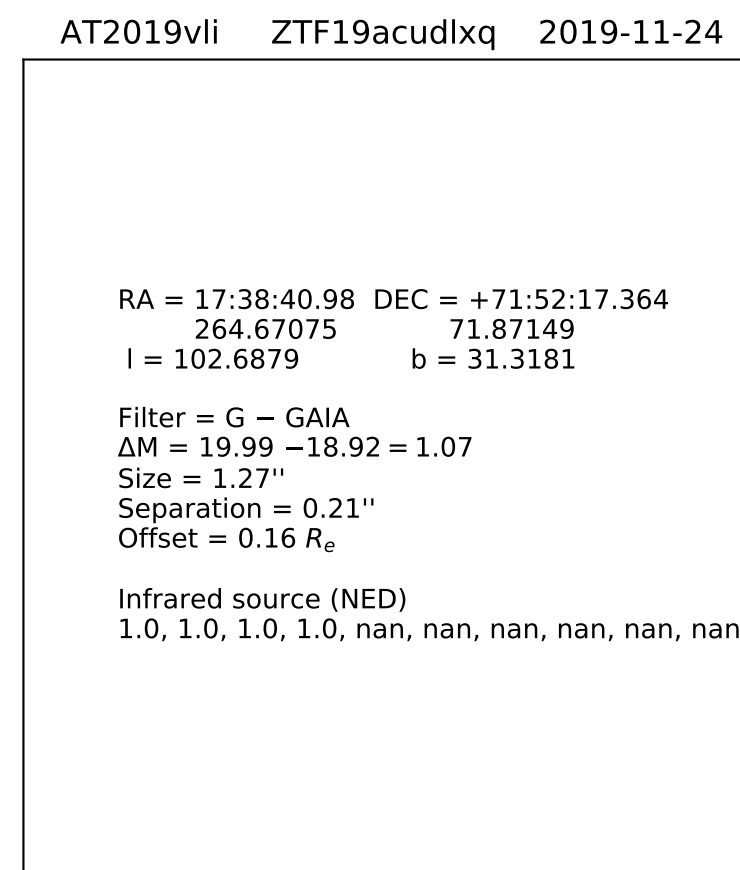 AT2019vli ZTF19acudlxq 2019-11-24
RA = 17:38:40.98 DEC = +71:52:17.364
264.67075 71.87149
l = 102.6879 b = 31.3181
Filter = G − GAIA
ΔM = 19.99 −18.92 = 1.07
Size = 1.27''
Separation = 0.21''
Offset = 0.16 Re
Infrared source (NED)
1.0, 1.0, 1.0, 1.0, nan, nan, nan, nan, nan, nan